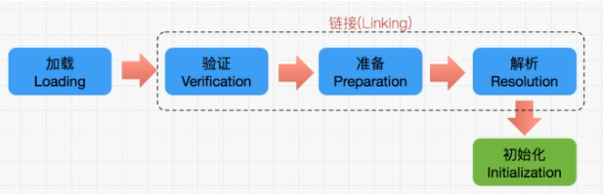 链接(Linking)
加载
Loading
验证
Verification
准备
Preparation
解析
Resolution
初始化
Initialization